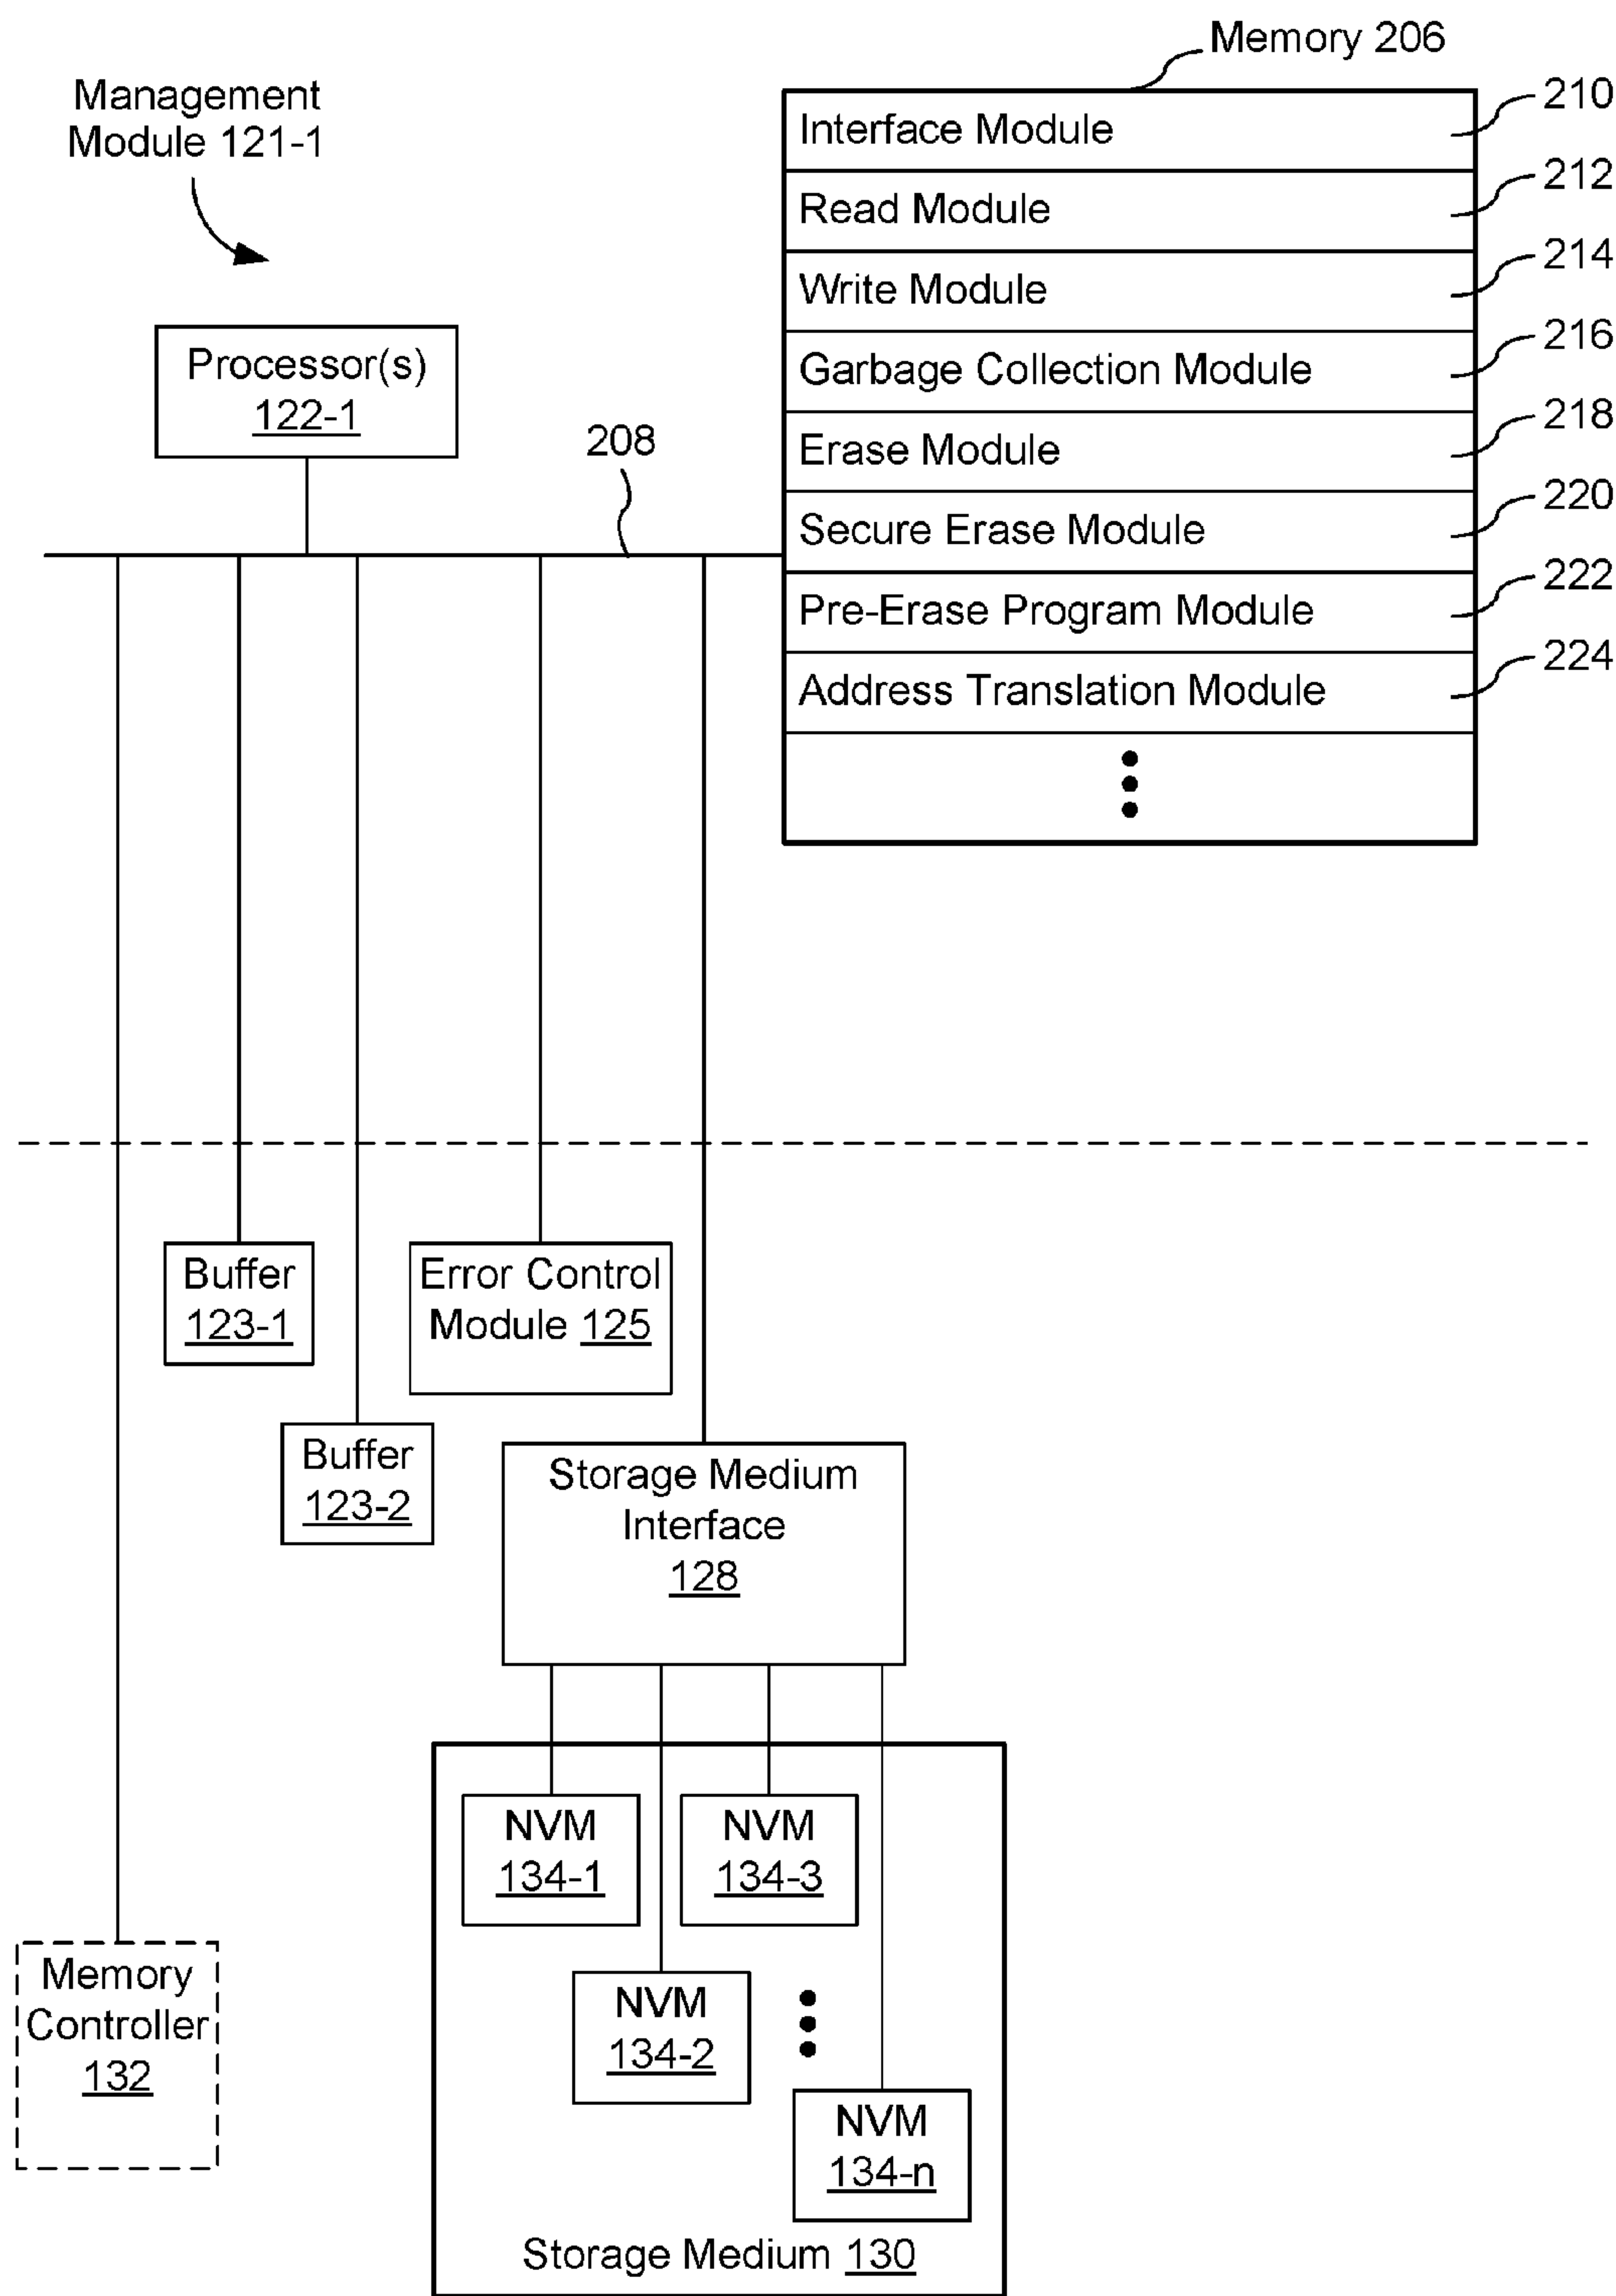 Memory 206
Management
Module 121-1
Interface Module
210
Read Module
212
Write Module
214
Garbage Collection Module
216
Erase Module
218
Secure Erase Module
220
Pre-Erase Program Module
222
Address Translation Module
224
Processor(s)
122-1
208
Buffer
123-1
Error Control
Module 125
Buffer
123-2
Storage Medium
Interface
128
NVM
134-1
NVM
134-3
NVM
134-2
NVM
134-n
Memory
Controller
132
Storage Medium 130